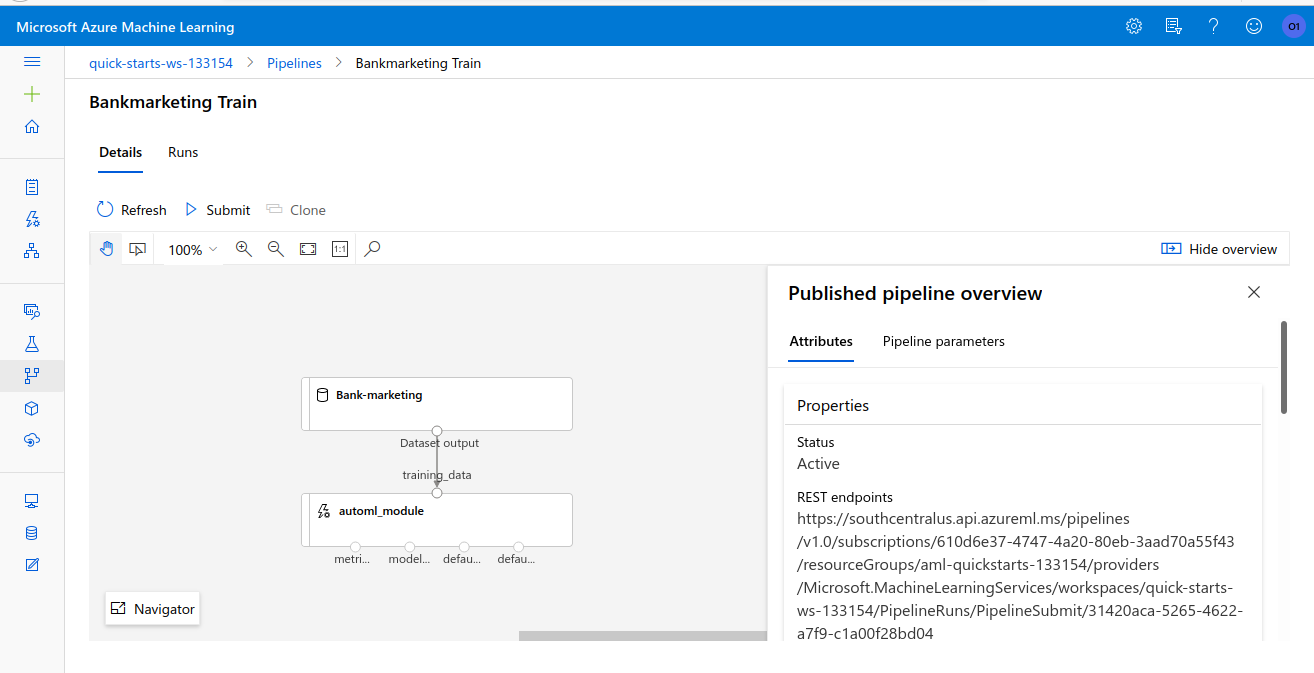 Microsoft Azure Machine Learning
O1
quick-starts-ws-133154 > Pipelines > Bankmarketing Train
Bankmarketing Train
Details Runs
Refresh Submit Clone
100% 1:1 Hide overview
Published pipeline overview
Attributes Pipeline parameters
Properties
Status
Active
REST endpoints
https://southcentralus.api.azureml.ms/pipelines
/v1.0/subscriptions/610d6e37-4747-4a20-80eb-3aad70a55f43
/resourceGroups/aml-quickstarts-133154/providers
/Microsoft.MachineLearningServices/workspaces/quick-starts-
ws-133154/PipelineRuns/PipelineSubmit/31420aca-5265-4622-
a7f9-c1a00f28bd04
Bank-marketing
Dataset output
training_data
automl_module
metri... model... defau... defau...
Navigator